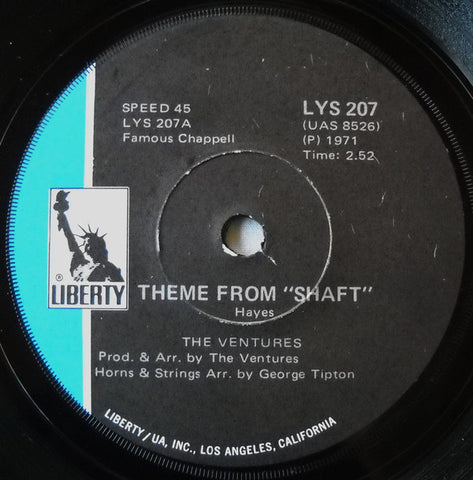 SPEED 45
LYS 207A
Famous Chappell
LYS 207
(UAS 8526)
(P) 1971
Time: 2.52
®
LIBERTY
THEME FROM "SHAFT"
Hayes
THE VENTURES
Prod. & Arr. by The Ventures
Horns & Strings Arr. by George Tipton
LIBERTY/UA, INC., LOS ANGELES, CALIFORNIA